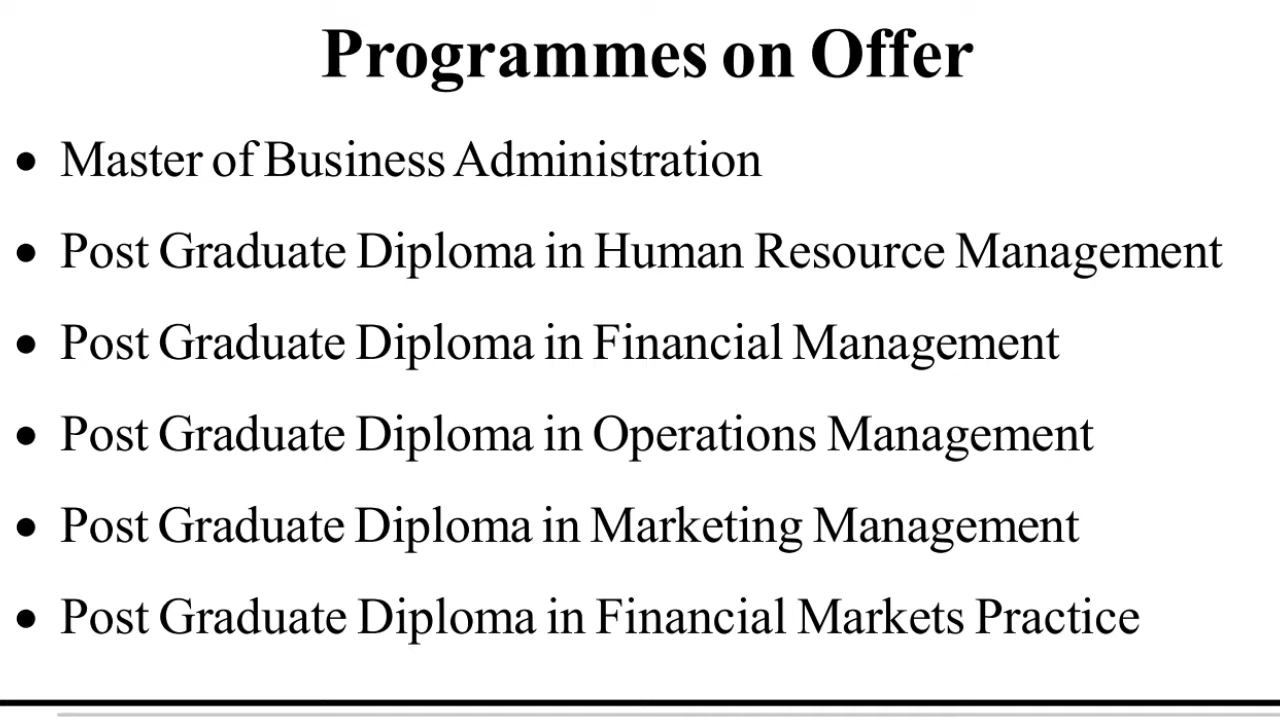 Programmes on Offer
• Master of Business Administration
• Post Graduate Diploma in Human Resource Management
• Post Graduate Diploma in Financial Management
• Post Graduate Diploma in Operations Management
• Post Graduate Diploma in Marketing Management
• Post Graduate Diploma in Financial Markets Practice